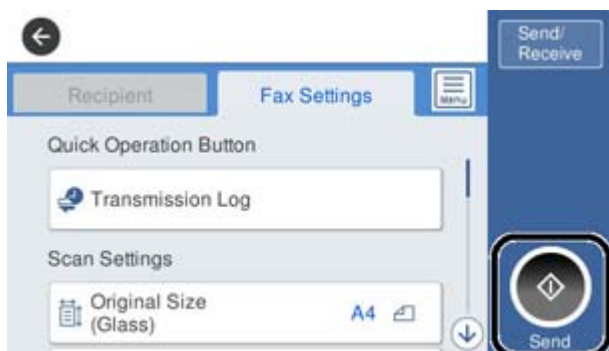 Send/
Receive
Recipient
Fax Settings
Menu
Quick Operation Button
Transmission Log
Scan Settings
Original Size
(Glass)
A4
Send